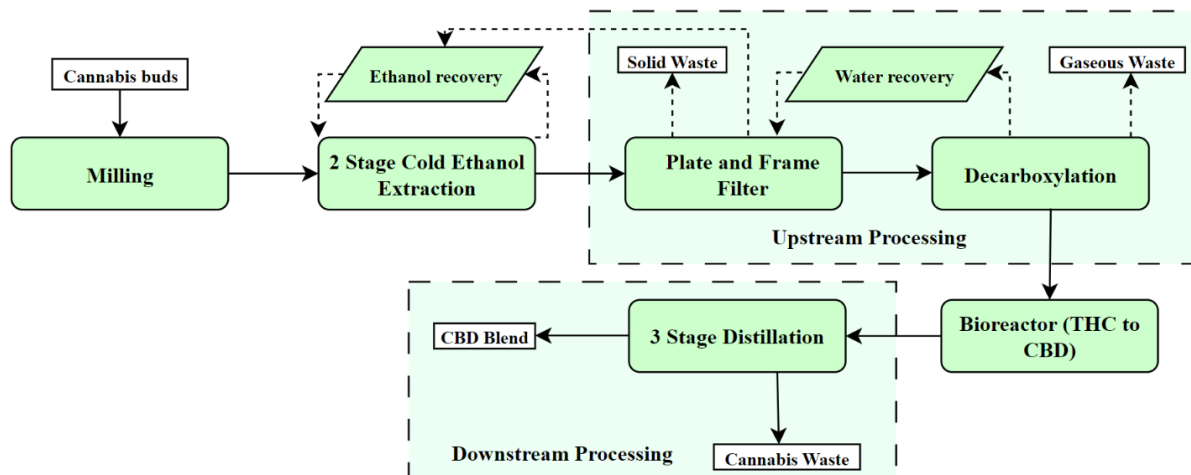 Cannabis buds
Ethanol recovery
Solid Waste
Water recovery
Gaseous Waste
Milling
2 Stage Cold Ethanol
Extraction
Plate and Frame
Filter
Decarboxylation
Upstream Processing
CBD Blend
3 Stage Distillation
Bioreactor (THC to
CBD)
Downstream Processing
Cannabis Waste